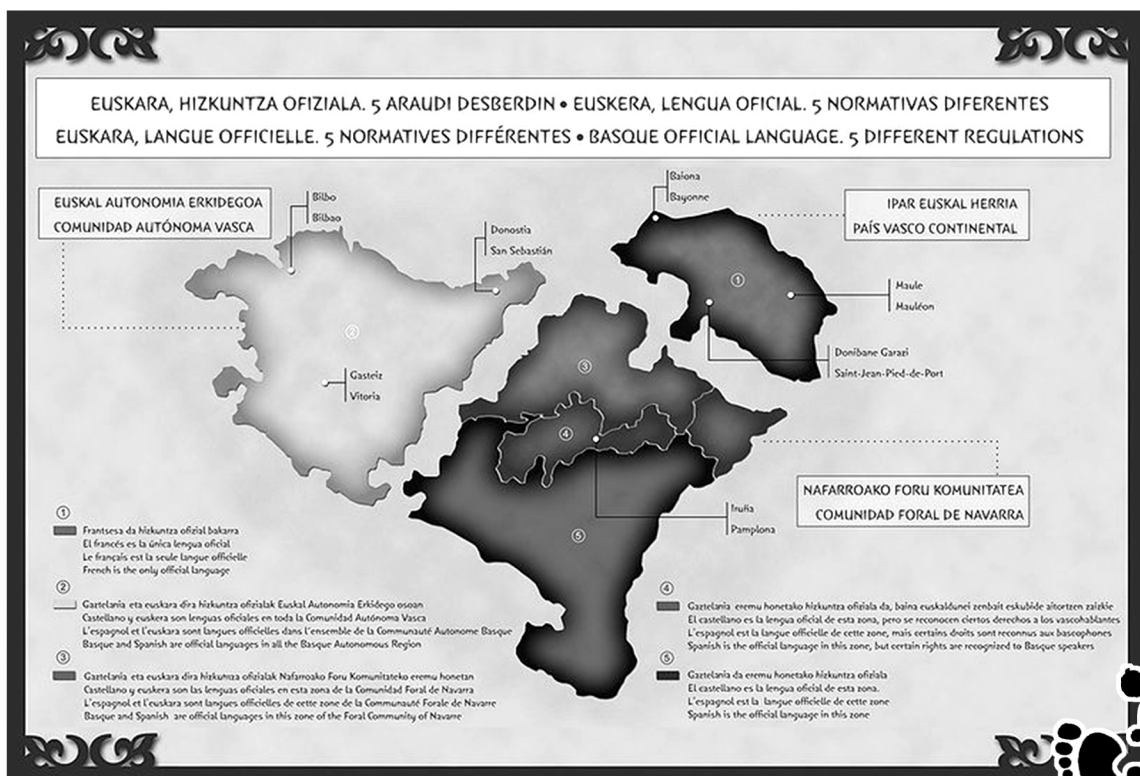 EUSKARA, HIZKUNTZA OFIZIALA. 5 ARAUDI DESBERDIN • EUSKERA, LENGUA OFICIAL. 5 NORMATIVAS DIFERENTES
EUSKARA, LANGUE OFFICIELLE. 5 NORMATIVES DIFFÉRENTES • BASQUE OFFICIAL LANGUAGE. 5 DIFFERENT REGULATIONS
EUSKAL AUTONOMIA ERKIDEGOA
COMUNIDAD AUTÓNOMA VASCA
Bilbo
Bilbao
Donostia
San Sebastián
Baiona
Bayonne
IPAR EUSKAL HERRIA
PAÍS VASCO CONTINENTAL
1
Maule
Mauléon
2
Donibane Garazi
Saint-Jean-Pied-de-Port
3
Gasteiz
Vitoria
4
NAFARROAKO FORU KOMUNITATEA
COMUNIDAD FORAL DE NAVARRA
Iruña
Pamplona
5
1
Frantsesa da hizkuntza ofizial bakarra
El francés es la única lengua oficial
Le français est la seule langue officielle
French is the only official language
2
Gaztelania eta euskara dira hizkuntza ofizialak Euskal Autonomia Erkidego osoan
Castellano y euskera son lenguas oficiales en toda la Comunidad Autónoma Vasca
L'espagnol et l'euskara sont langues officielles dans l'ensemble de la Communauté Autonome Basque
Basque and Spanish are official languages in all the Basque Autonomous Region
3
Gaztelania eta euskara dira hizkuntza ofizialak Nafarroako Foru Komunitateko eremu honetan
Castellano y euskera son las lenguas oficiales en esta zona de la Comunidad Foral de Navarra
L'espagnol et l'euskara sont langues officielles de cette zone de la Communauté Forale de Navarre
Basque and Spanish are official languages in this zone of the Foral Community of Navarre
4
Gaztelania eremu honetako hizkuntza ofiziala da, baina euskaldunei zenbait eskubide aitortzen zaizkie
El castellano es la lengua oficial de esta zona, pero se reconocen ciertos derechos a los vascohablantes
L'espagnol est la langue officielle de cette zone, mais certains droits sont reconnus aux bascophones
Spanish is the official language in this zone, but certain rights are recognized to Basque speakers
5
Gaztelania da eremu honetako hizkuntza ofiziala
El castellano es la lengua oficial de esta zona.
L'espagnol est la langue officielle de cette zone
Spanish is the official language in this zone